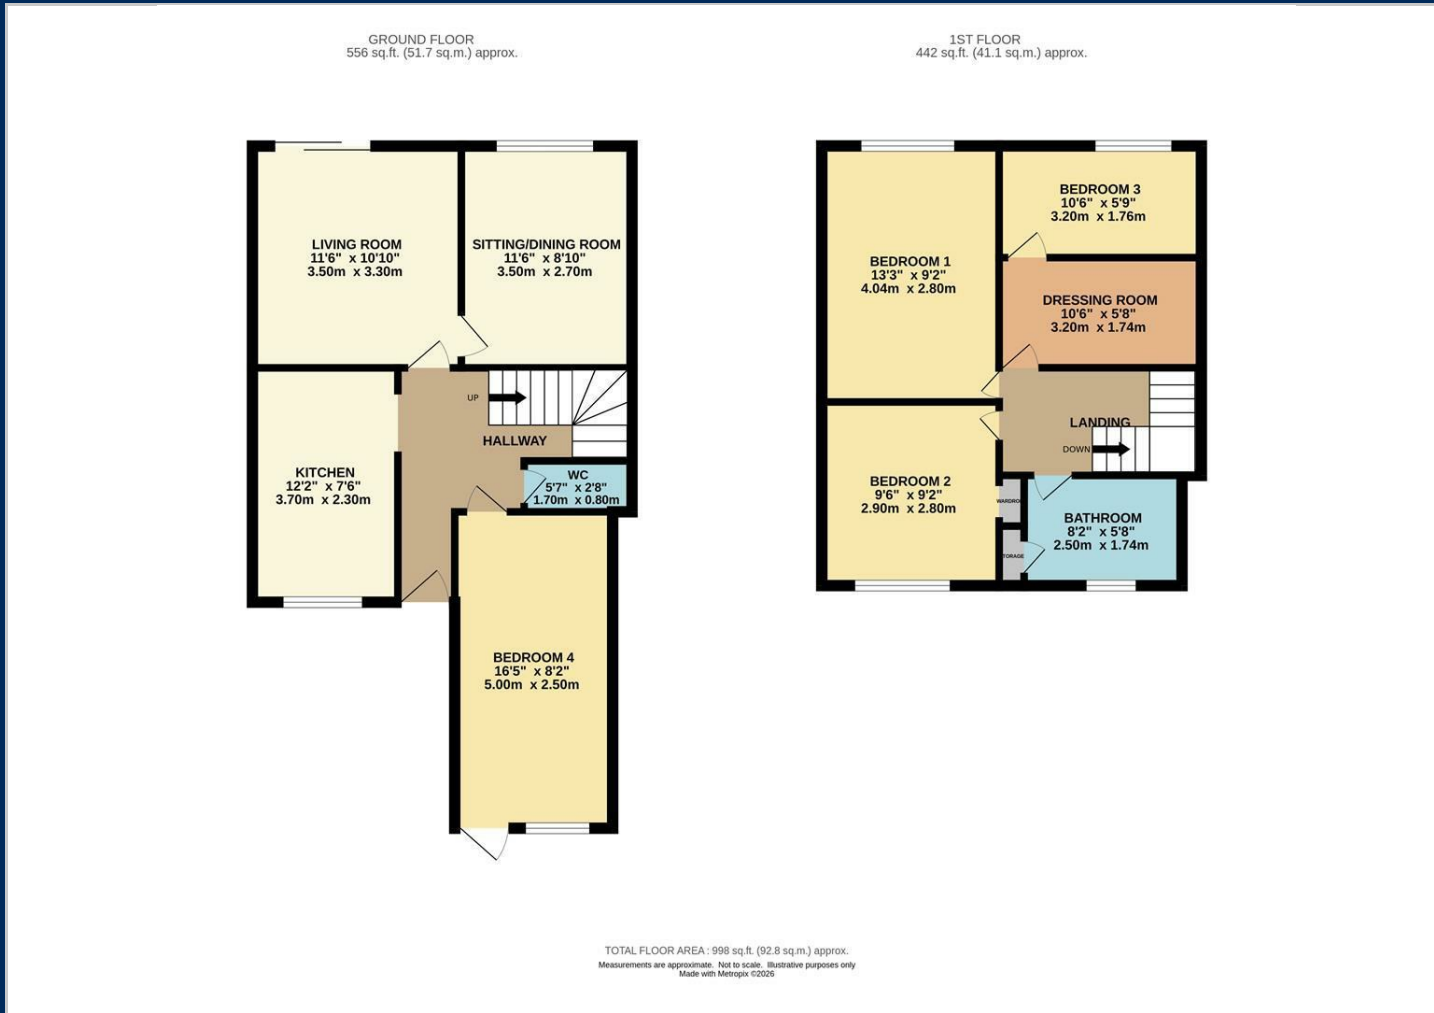 GROUND FLOOR
556 sq.ft. (51.7 sq.m.) approx.
1ST FLOOR
442 sq.ft. (41.1 sq.m.) approx.
LIVING ROOM
11'6" x 10'10"
3.50m x 3.30m
SITTING/DINING ROOM
11'6" x 8'10"
3.50m x 2.70m
UP
HALLWAY
KITCHEN
12'2" x 7'6"
3.70m x 2.30m
WC
5'7" x 2'8"
1.70m x 0.80m
BEDROOM 4
16'5" x 8'2"
5.00m x 2.50m
BEDROOM 3
10'6" x 5'9"
3.20m x 1.76m
BEDROOM 1
13'3" x 9'2"
4.04m x 2.80m
DRESSING ROOM
10'6" x 5'8"
3.20m x 1.74m
LANDING
DOWN
BEDROOM 2
9'6" x 9'2"
2.90m x 2.80m
WARDROB
TORAGE
BATHROOM
8'2" x 5'8"
2.50m x 1.74m
TOTAL FLOOR AREA : 998 sq.ft. (92.8 sq.m.) approx.
Measurements are approximate. Not to scale. Illustrative purposes only
Made with Metropix ©2026